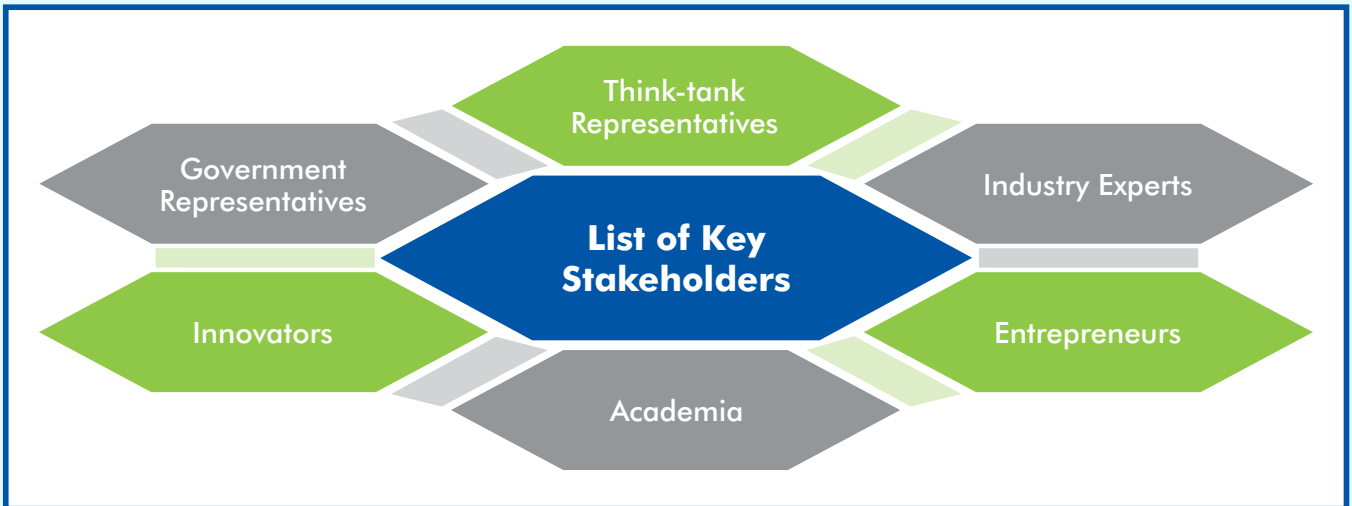 Think-tank
Representatives
Government
Representatives
Industry Experts
List of Key
Stakeholders
Innovators
Entrepreneurs
Academia